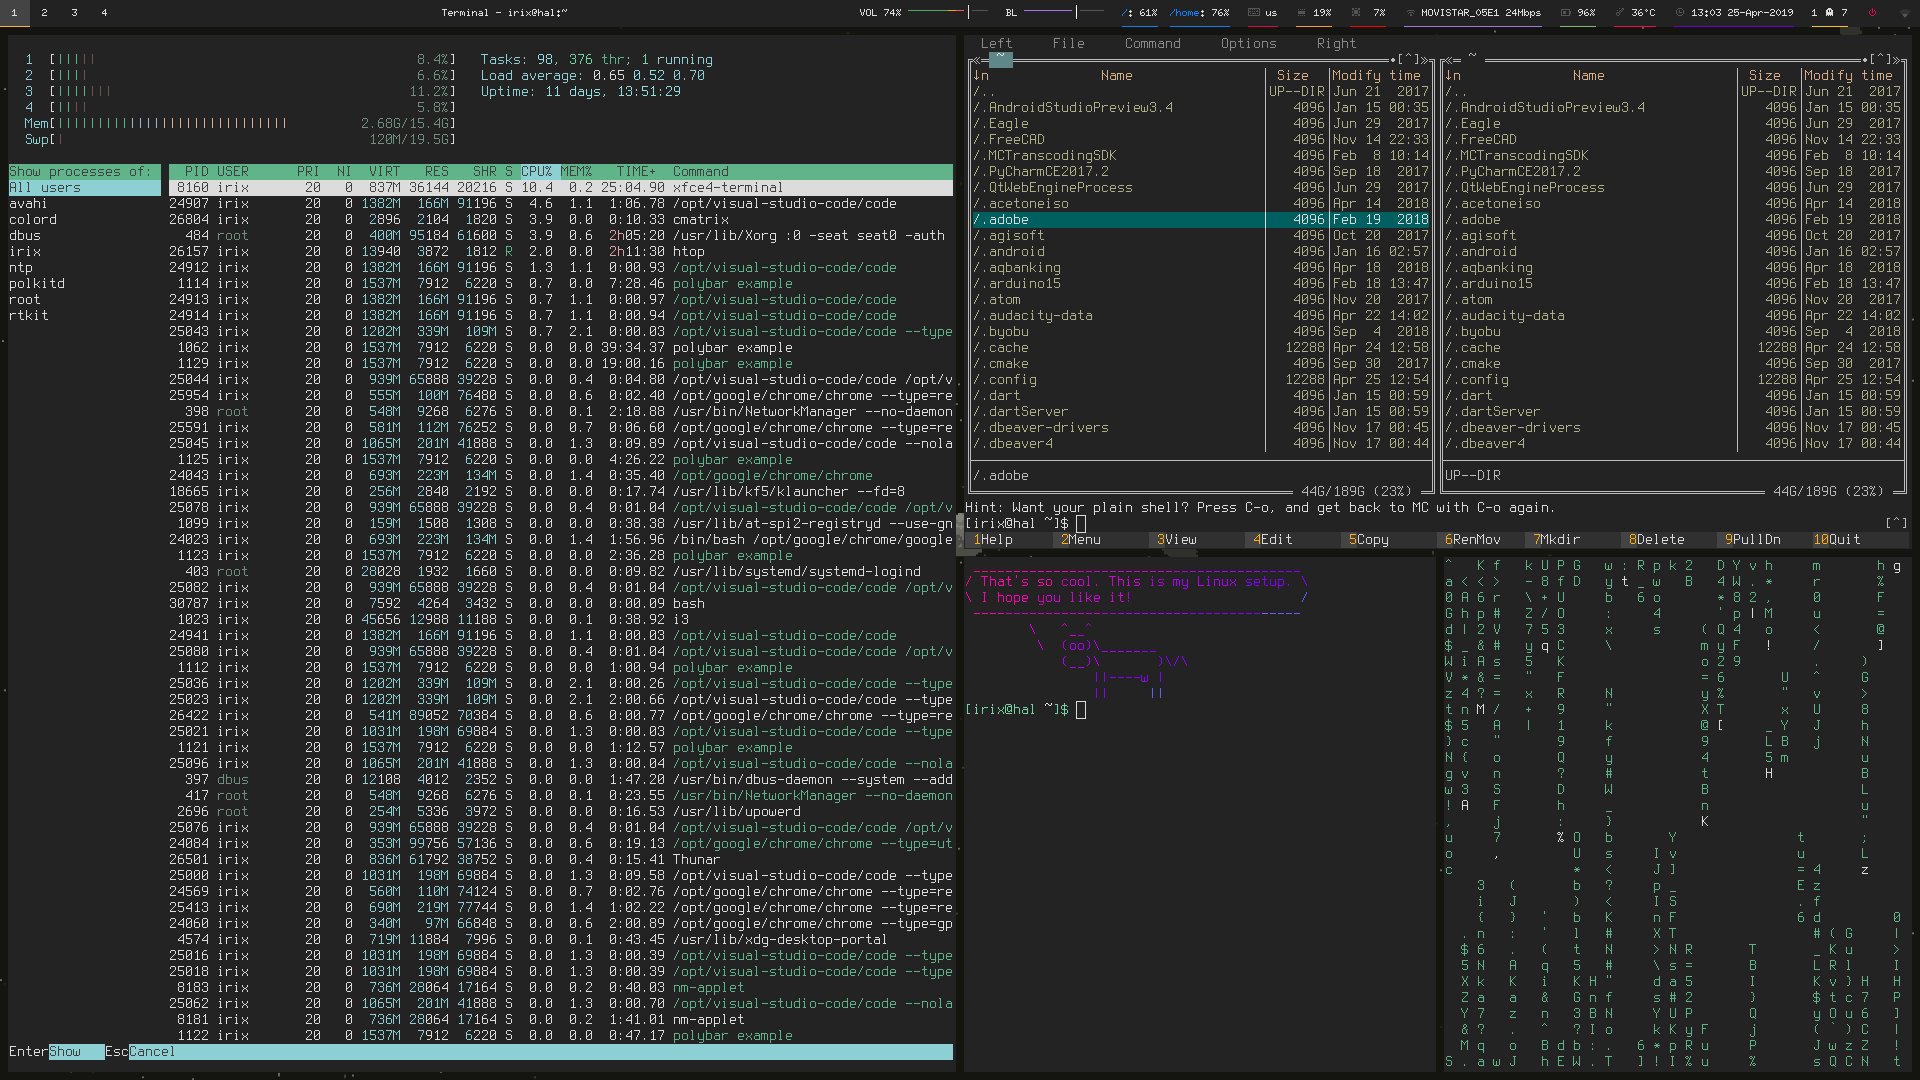 1 2 3 4 Terminal - irix@hal:~ VOL 74% BL /: 61% /home: 76% us 19% 7% MOVISTAR_05E1 24Mbps 96% 36°C 13:03 25-Apr-2019 1 7
1 [||||| 8.4%] Tasks: 98, 376 thr; 1 running
2 [|||| 6.6%] Load average: 0.65 0.52 0.70
3 [||||||| 11.2%] Uptime: 11 days, 13:51:29
4 [|||| 5.8%]
Mem[||||||||||||||||||||||||||||| 2.68G/15.4G]
Swp[| 120M/19.5G]
Show processes of:
All users
avahi
colord
dbus
irix
ntp
polkitd
root
rtkit
PID USER PRI NI VIRT RES SHR S CPU% MEM% TIME+ Command
8160 irix 20 0 837M 36144 20216 S 10.4 0.2 25:04.90 xfce4-terminal
24907 irix 20 0 1382M 166M 91196 S 4.6 1.1 1:06.78 /opt/visual-studio-code/code
26804 irix 20 0 2896 2104 1820 S 3.9 0.0 0:10.33 cmatrix
484 root 20 0 400M 95184 61600 S 3.9 0.6 2h05:20 /usr/lib/Xorg :0 -seat seat0 -auth
26157 irix 20 0 13940 3872 1812 R 2.0 0.0 2h11:30 htop
24912 irix 20 0 1382M 166M 91196 S 1.3 1.1 0:00.93 /opt/visual-studio-code/code
1114 irix 20 0 1537M 7912 6220 S 0.7 0.0 7:28.46 polybar example
24913 irix 20 0 1382M 166M 91196 S 0.7 1.1 0:00.97 /opt/visual-studio-code/code
24914 irix 20 0 1382M 166M 91196 S 0.7 1.1 0:00.94 /opt/visual-studio-code/code
25043 irix 20 0 1202M 339M 109M S 0.7 2.1 0:00.03 /opt/visual-studio-code/code --type
1062 irix 20 0 1537M 7912 6220 S 0.0 0.0 39:34.37 polybar example
1129 irix 20 0 1537M 7912 6220 S 0.0 0.0 19:00.16 polybar example
25044 irix 20 0 939M 65888 39228 S 0.0 0.4 0:04.80 /opt/visual-studio-code/code /opt/v
25954 irix 20 0 555M 100M 76480 S 0.0 0.6 0:02.40 /opt/google/chrome/chrome --type=re
398 root 20 0 548M 9268 6276 S 0.0 0.1 2:18.88 /usr/bin/NetworkManager --no-daemon
25591 irix 20 0 581M 112M 76252 S 0.0 0.7 0:06.60 /opt/google/chrome/chrome --type=re
25045 irix 20 0 1065M 201M 41888 S 0.0 1.3 0:09.89 /opt/visual-studio-code/code --nola
1125 irix 20 0 1537M 7912 6220 S 0.0 0.0 4:26.22 polybar example
24043 irix 20 0 693M 223M 134M S 0.0 1.4 0:35.40 /opt/google/chrome/chrome
18665 irix 20 0 256M 2840 2192 S 0.0 0.0 0:17.74 /usr/lib/kf5/klauncher --fd=8
25078 irix 20 0 939M 65888 39228 S 0.0 0.4 0:01.04 /opt/visual-studio-code/code /opt/v
1099 irix 20 0 159M 1508 1308 S 0.0 0.0 0:38.38 /usr/lib/at-spi2-registryd --use-gn
24023 irix 20 0 693M 223M 134M S 0.0 1.4 1:56.96 /bin/bash /opt/google/chrome/google
1123 irix 20 0 1537M 7912 6220 S 0.0 0.0 2:36.28 polybar example
403 root 20 0 28028 1932 1660 S 0.0 0.0 0:09.82 /usr/lib/systemd/systemd-logind
25082 irix 20 0 939M 65888 39228 S 0.0 0.4 0:01.04 /opt/visual-studio-code/code /opt/v
30787 irix 20 0 7592 4264 3432 S 0.0 0.0 0:00.09 bash
1023 irix 20 0 45656 12988 11188 S 0.0 0.1 0:38.92 i3
24941 irix 20 0 1382M 166M 91196 S 0.0 1.1 0:00.03 /opt/visual-studio-code/code
25080 irix 20 0 939M 65888 39228 S 0.0 0.4 0:01.04 /opt/visual-studio-code/code /opt/v
1112 irix 20 0 1537M 7912 6220 S 0.0 0.0 1:00.94 polybar example
25036 irix 20 0 1202M 339M 109M S 0.0 2.1 0:00.26 /opt/visual-studio-code/code --type
25023 irix 20 0 1202M 339M 109M S 0.0 2.1 2:00.66 /opt/visual-studio-code/code --type
26422 irix 20 0 541M 89052 70384 S 0.0 0.6 0:00.77 /opt/google/chrome/chrome --type=re
25021 irix 20 0 1031M 198M 69884 S 0.0 1.3 0:00.03 /opt/visual-studio-code/code --type
1121 irix 20 0 1537M 7912 6220 S 0.0 0.0 1:12.57 polybar example
25096 irix 20 0 1065M 201M 41888 S 0.0 1.3 0:00.04 /opt/visual-studio-code/code --nola
397 dbus 20 0 12108 4012 2352 S 0.0 0.0 1:47.20 /usr/bin/dbus-daemon --system --add
417 root 20 0 548M 9268 6276 S 0.0 0.1 0:23.55 /usr/bin/NetworkManager --no-daemon
2696 root 20 0 254M 5336 3972 S 0.0 0.0 0:16.53 /usr/lib/upowerd
25076 irix 20 0 939M 65888 39228 S 0.0 0.4 0:01.04 /opt/visual-studio-code/code /opt/v
24084 irix 20 0 353M 99756 57136 S 0.0 0.6 0:19.13 /opt/google/chrome/chrome --type=ut
26501 irix 20 0 836M 61792 38752 S 0.0 0.4 0:15.41 Thunar
25000 irix 20 0 1031M 198M 69884 S 0.0 1.3 0:09.58 /opt/visual-studio-code/code --type
24569 irix 20 0 560M 110M 74124 S 0.0 0.7 0:02.76 /opt/google/chrome/chrome --type=re
25413 irix 20 0 690M 219M 77744 S 0.0 1.4 1:02.22 /opt/google/chrome/chrome --type=re
24060 irix 20 0 340M 97M 66848 S 0.0 0.6 2:00.89 /opt/google/chrome/chrome --type=gp
4574 irix 20 0 719M 11884 7996 S 0.0 0.1 0:43.45 /usr/lib/xdg-desktop-portal
25016 irix 20 0 1031M 198M 69884 S 0.0 1.3 0:00.39 /opt/visual-studio-code/code --type
25018 irix 20 0 1031M 198M 69884 S 0.0 1.3 0:00.39 /opt/visual-studio-code/code --type
8183 irix 20 0 736M 28064 17164 S 0.0 0.2 0:40.03 nm-applet
25062 irix 20 0 1065M 201M 41888 S 0.0 1.3 0:00.70 /opt/visual-studio-code/code --nola
8181 irix 20 0 736M 28064 17164 S 0.0 0.2 1:41.01 nm-applet
1122 irix 20 0 1537M 7912 6220 S 0.0 0.0 0:47.17 polybar example
EnterShow EscCancel
Left File Command Options Right
~ [^] ~ [^]
↓n Name Size Modify time ↓n Name Size Modify time
/.. UP--DIR Jun 21 2017 /.. UP--DIR Jun 21 2017
/.AndroidStudioPreview3.4 4096 Jan 15 00:35 /.AndroidStudioPreview3.4 4096 Jan 15 00:35
/.Eagle 4096 Jun 29 2017 /.Eagle 4096 Jun 29 2017
/.FreeCAD 4096 Nov 14 22:33 /.FreeCAD 4096 Nov 14 22:33
/.MCTranscodingSDK 4096 Feb 8 10:14 /.MCTranscodingSDK 4096 Feb 8 10:14
/.PyCharmCE2017.2 4096 Sep 18 2017 /.PyCharmCE2017.2 4096 Sep 18 2017
/.QtWebEngineProcess 4096 Jun 29 2017 /.QtWebEngineProcess 4096 Jun 29 2017
/.acetoneiso 4096 Apr 14 2018 /.acetoneiso 4096 Apr 14 2018
/.adobe 4096 Feb 19 2018 /.adobe 4096 Feb 19 2018
/.agisoft 4096 Oct 20 2017 /.agisoft 4096 Oct 20 2017
/.android 4096 Jan 16 02:57 /.android 4096 Jan 16 02:57
/.aqbanking 4096 Apr 18 2018 /.aqbanking 4096 Apr 18 2018
/.arduino15 4096 Feb 18 13:47 /.arduino15 4096 Feb 18 13:47
/.atom 4096 Nov 20 2017 /.atom 4096 Nov 20 2017
/.audacity-data 4096 Apr 22 14:02 /.audacity-data 4096 Apr 22 14:02
/.byobu 4096 Sep 4 2018 /.byobu 4096 Sep 4 2018
/.cache 12288 Apr 24 12:58 /.cache 12288 Apr 24 12:58
/.cmake 4096 Sep 30 2017 /.cmake 4096 Sep 30 2017
/.config 12288 Apr 25 12:54 /.config 12288 Apr 25 12:54
/.dart 4096 Jan 15 00:59 /.dart 4096 Jan 15 00:59
/.dartServer 4096 Jan 15 00:59 /.dartServer 4096 Jan 15 00:59
/.dbeaver-drivers 4096 Nov 17 00:45 /.dbeaver-drivers 4096 Nov 17 00:45
/.dbeaver4 4096 Nov 17 00:44 /.dbeaver4 4096 Nov 17 00:44
/.adobe UP--DIR
44G/189G (23%) 44G/189G (23%)
Hint: Want your plain shell? Press C-o, and get back to MC with C-o again.
[irix@hal ~]$ [^]
1Help 2Menu 3View 4Edit 5Copy 6RenMov 7Mkdir 8Delete 9PullDn 10Quit
/ That's so cool. This is my Linux setup. \
\ I hope you like it! /
\ ^__^
\ (oo)\_______
(__)\ )\/\
||----w |
|| ||
[irix@hal ~]$